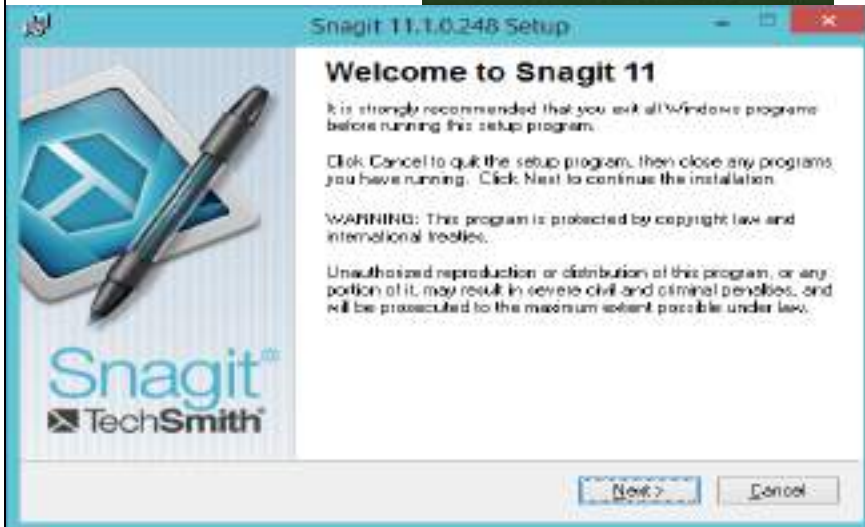 Snagit 11.1.0.248 Setup
Welcome to Snagit 11
It is strongly recommended that you exit all Windows programs
before running this setup program.
Click Cancel to quit the setup program, then close any programs
you have running. Click Next to continue the installation.
WARNING: This program is protected by copyright law and
international treaties.
Unauthorized reproduction or distribution of this program, or any
portion of it, may result in severe civil and criminal penalties, and
will be prosecuted to the maximum extent possible under law.
Snagit®
TechSmith®
Next >
Cancel